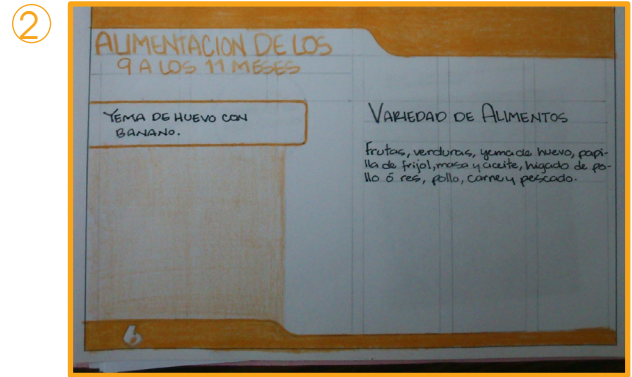 2
ALIMENTACION DE LOS
9 A LOS 11 MESES
YEMA DE HUEVO CON
BANANO.
VARIEDAD DE ALIMENTOS
Frutas, verduras, yema de huevo, papi-
lla de frijol, masa y aceite, higado de po-
llo ó res, pollo, carne y pescado.
6